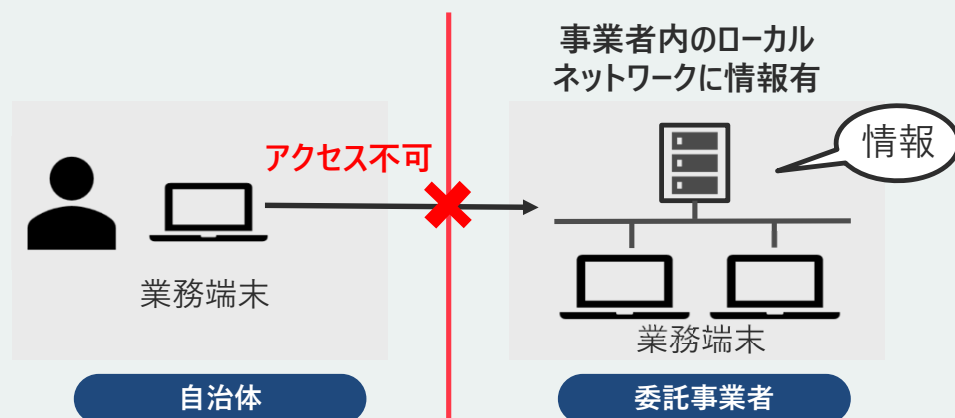 事業者内のローカル
ネットワークに情報有
情報
アクセス不可
業務端末
業務端末
自治体
委託事業者